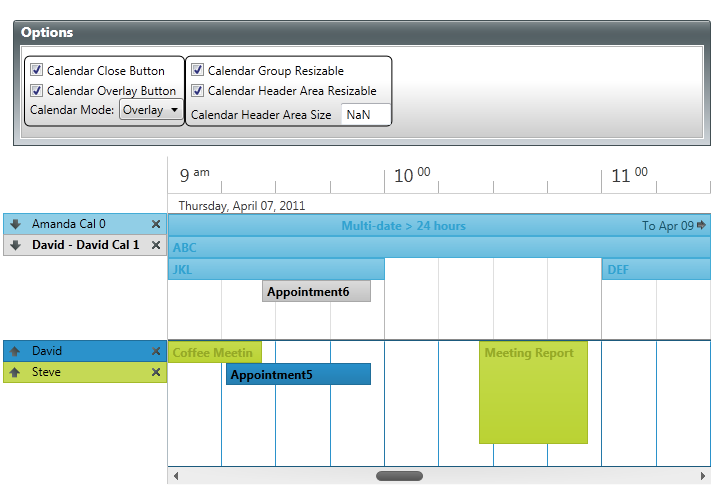 Options
Calendar Close Button
Calendar Overlay Button
Calendar Mode: Overlay
Calendar Group Resizable
Calendar Header Area Resizable
Calendar Header Area Size NaN
9 am 10 00 11 00
Thursday, April 07, 2011
Amanda Cal 0
David - David Cal 1
Multi-date > 24 hours To Apr 09
ABC
JKL DEF
Appointment6
David
Steve
Coffee Meetin Meeting Report
Appointment5